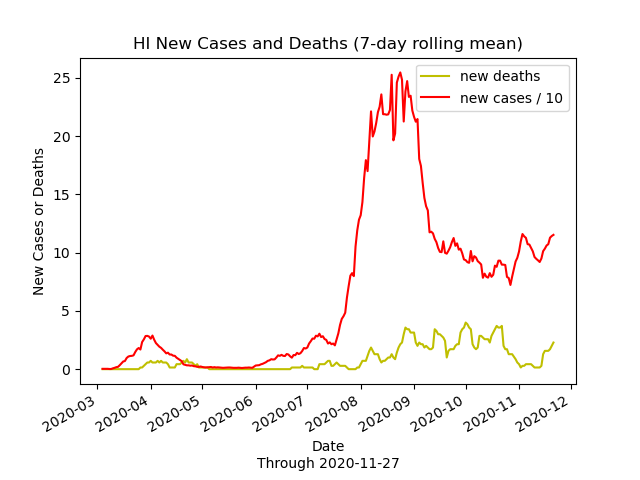 HI New Cases and Deaths (7-day rolling mean)
new deaths
new cases / 10
25
20
15
10
5
0
New Cases or Deaths
2020-03
2020-04
2020-05
2020-06
2020-07
2020-08
2020-09
2020-10
2020-11
2020-12
Date
Through 2020-11-27